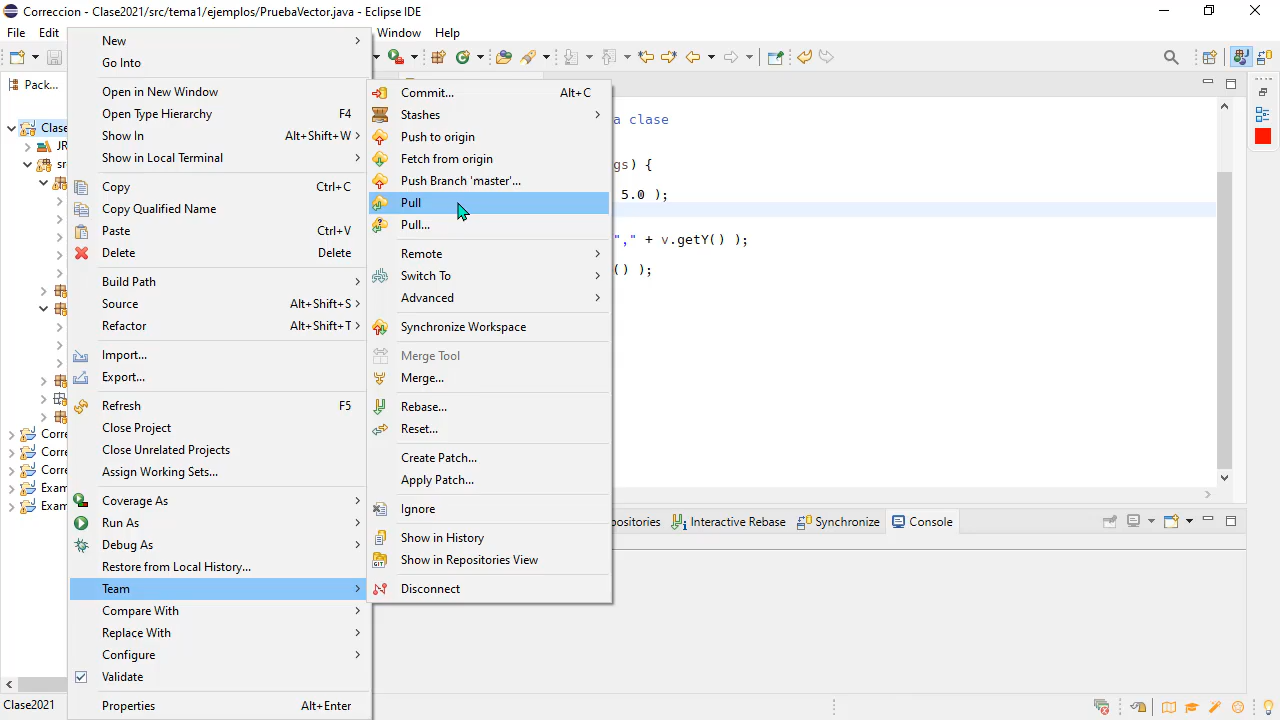 Correccion - Clase2021/src/tema1/ejemplos/PruebaVector.java - Eclipse IDE
File Edit Window Help
Pack...
Clase
JR
sr
Corre
Corre
Corre
Exam
Exam
New
Go Into
Open in New Window
Open Type Hierarchy F4
Show In Alt+Shift+W
Show in Local Terminal
Copy Ctrl+C
Copy Qualified Name
Paste Ctrl+V
Delete Delete
Build Path
Source Alt+Shift+S
Refactor Alt+Shift+T
Import...
Export...
Refresh F5
Close Project
Close Unrelated Projects
Assign Working Sets...
Coverage As
Run As
Debug As
Restore from Local History...
Team
Compare With
Replace With
Configure
Validate
Properties Alt+Enter
Commit... Alt+C
Stashes
Push to origin
Fetch from origin
Push Branch 'master'...
Pull
Pull...
Remote
Switch To
Advanced
Synchronize Workspace
Merge Tool
Merge...
Rebase...
Reset...
Create Patch...
Apply Patch...
Ignore
Show in History
Show in Repositories View
Disconnect
a clase
gs) {
5.0 );
"," + v.getY() );
() );
positories Interactive Rebase Synchronize Console
Clase2021